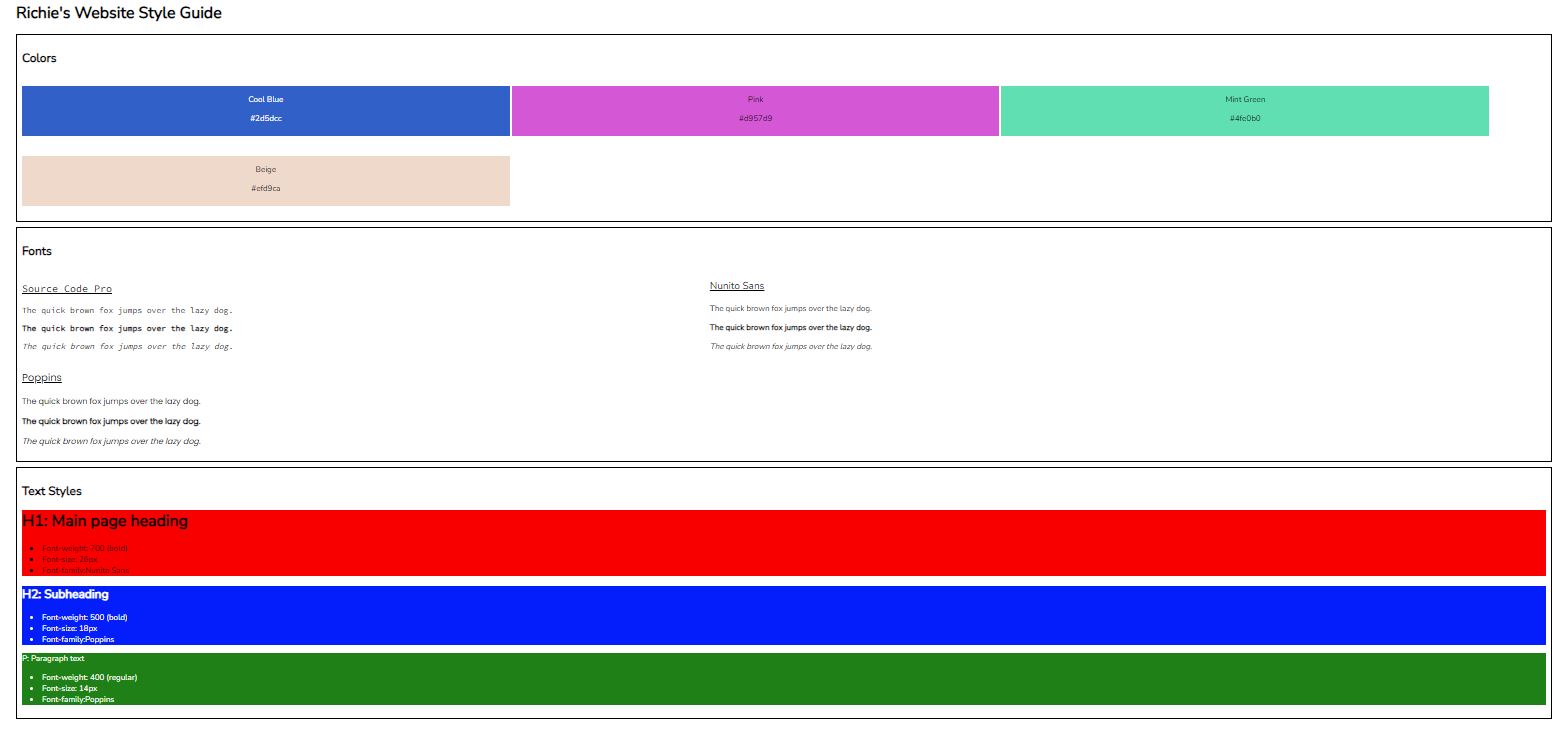 Richie's Website Style Guide
Colors
Cool Blue
#2d5dcc
Pink
#d957d9
Mint Green
#4fe0b0
Beige
#efd9ca
Fonts
Source Code Pro
The quick brown fox jumps over the lazy dog.
The quick brown fox jumps over the lazy dog.
The quick brown fox jumps over the lazy dog.
Nunito Sans
The quick brown fox jumps over the lazy dog.
The quick brown fox jumps over the lazy dog.
The quick brown fox jumps over the lazy dog.
Poppins
The quick brown fox jumps over the lazy dog.
The quick brown fox jumps over the lazy dog.
The quick brown fox jumps over the lazy dog.
Text Styles
H1: Main page heading
Font-weight: 700 (bold)
Font-size: 28px
Font-family:Nunito Sans
H2: Subheading
Font-weight: 500 (bold)
Font-size: 18px
Font-family:Poppins
P: Paragraph text
Font-weight: 400 (regular)
Font-size: 14px
Font-family:Poppins